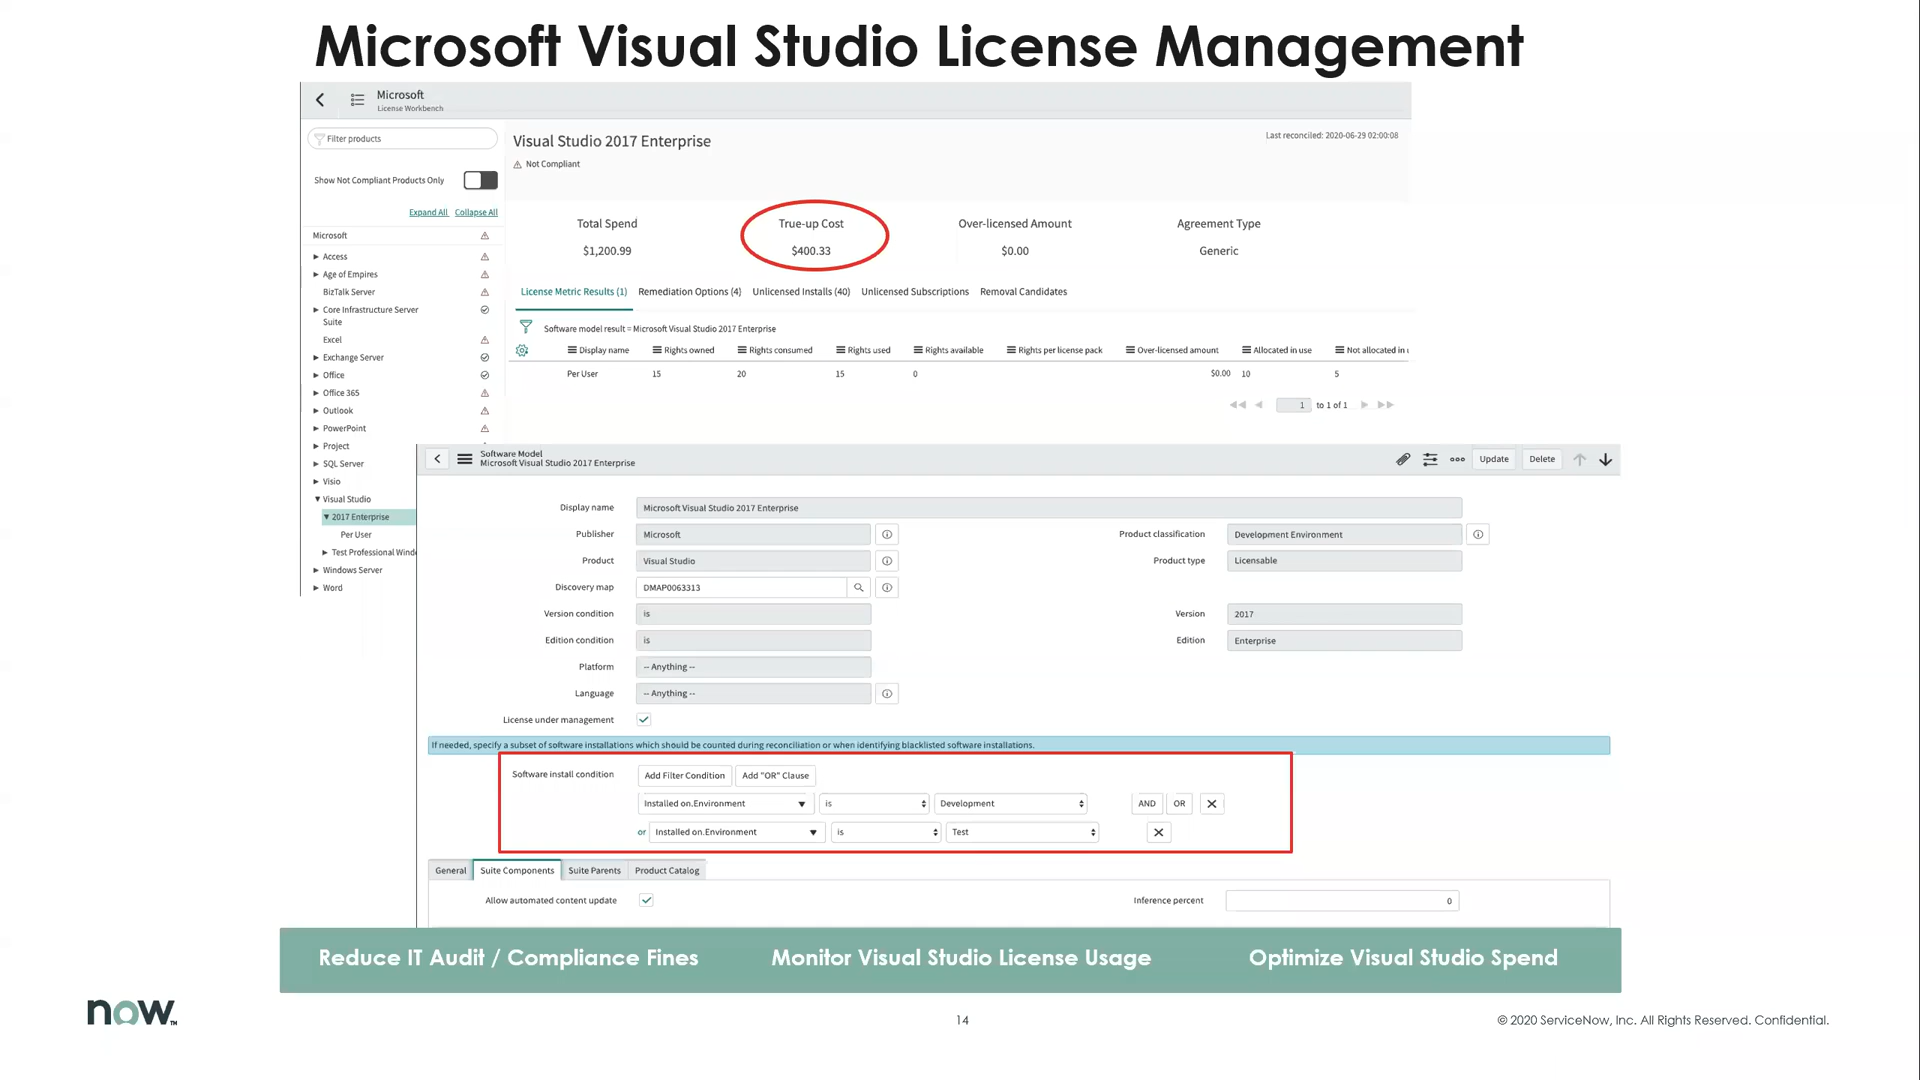 Microsoft Visual Studio License Management
Microsoft
License Workbench
Filter products
Show Not Compliant Products Only
Expand All Collapse All
Microsoft
Access
Age of Empires
BizTalk Server
Core Infrastructure Server
Suite
Excel
Exchange Server
Office
Office 365
Outlook
PowerPoint
Project
SQL Server
Visio
Visual Studio
2017 Enterprise
Per User
Test Professional Wind
Windows Server
Word
Visual Studio 2017 Enterprise
Last reconciled: 2020-06-29 02:00:08
Not Compliant
Total Spend True-up Cost Over-licensed Amount Agreement Type
$1,200.99 $400.33 $0.00 Generic
License Metric Results (1) Remediation Options (4) Unlicensed Installs (40) Unlicensed Subscriptions Removal Candidates
Software model result = Microsoft Visual Studio 2017 Enterprise
Display name Rights owned Rights consumed Rights used Rights available Rights per license pack Over-licensed amount Allocated in use Not allocated in
Per User 15 20 15 0 $0.00 10 5
1 to 1 of 1
Software Model
Microsoft Visual Studio 2017 Enterprise
Update Delete
Display name Microsoft Visual Studio 2017 Enterprise
Publisher Microsoft Product classification Development Environment
Product Visual Studio Product type Licensable
Discovery map DMAP0063313
Version condition is Version 2017
Edition condition is Edition Enterprise
Platform -- Anything --
Language -- Anything --
License under management
If needed, specify a subset of software installations which should be counted during reconciliation or when identifying blacklisted software installations.
Software install condition Add Filter Condition Add "OR" Clause
Installed on.Environment is Development AND OR
or Installed on.Environment is Test
General Suite Components Suite Parents Product Catalog
Allow automated content update Inference percent 0
Reduce IT Audit / Compliance Fines Monitor Visual Studio License Usage Optimize Visual Studio Spend
now™ 14 © 2020 ServiceNow, Inc. All Rights Reserved. Confidential.